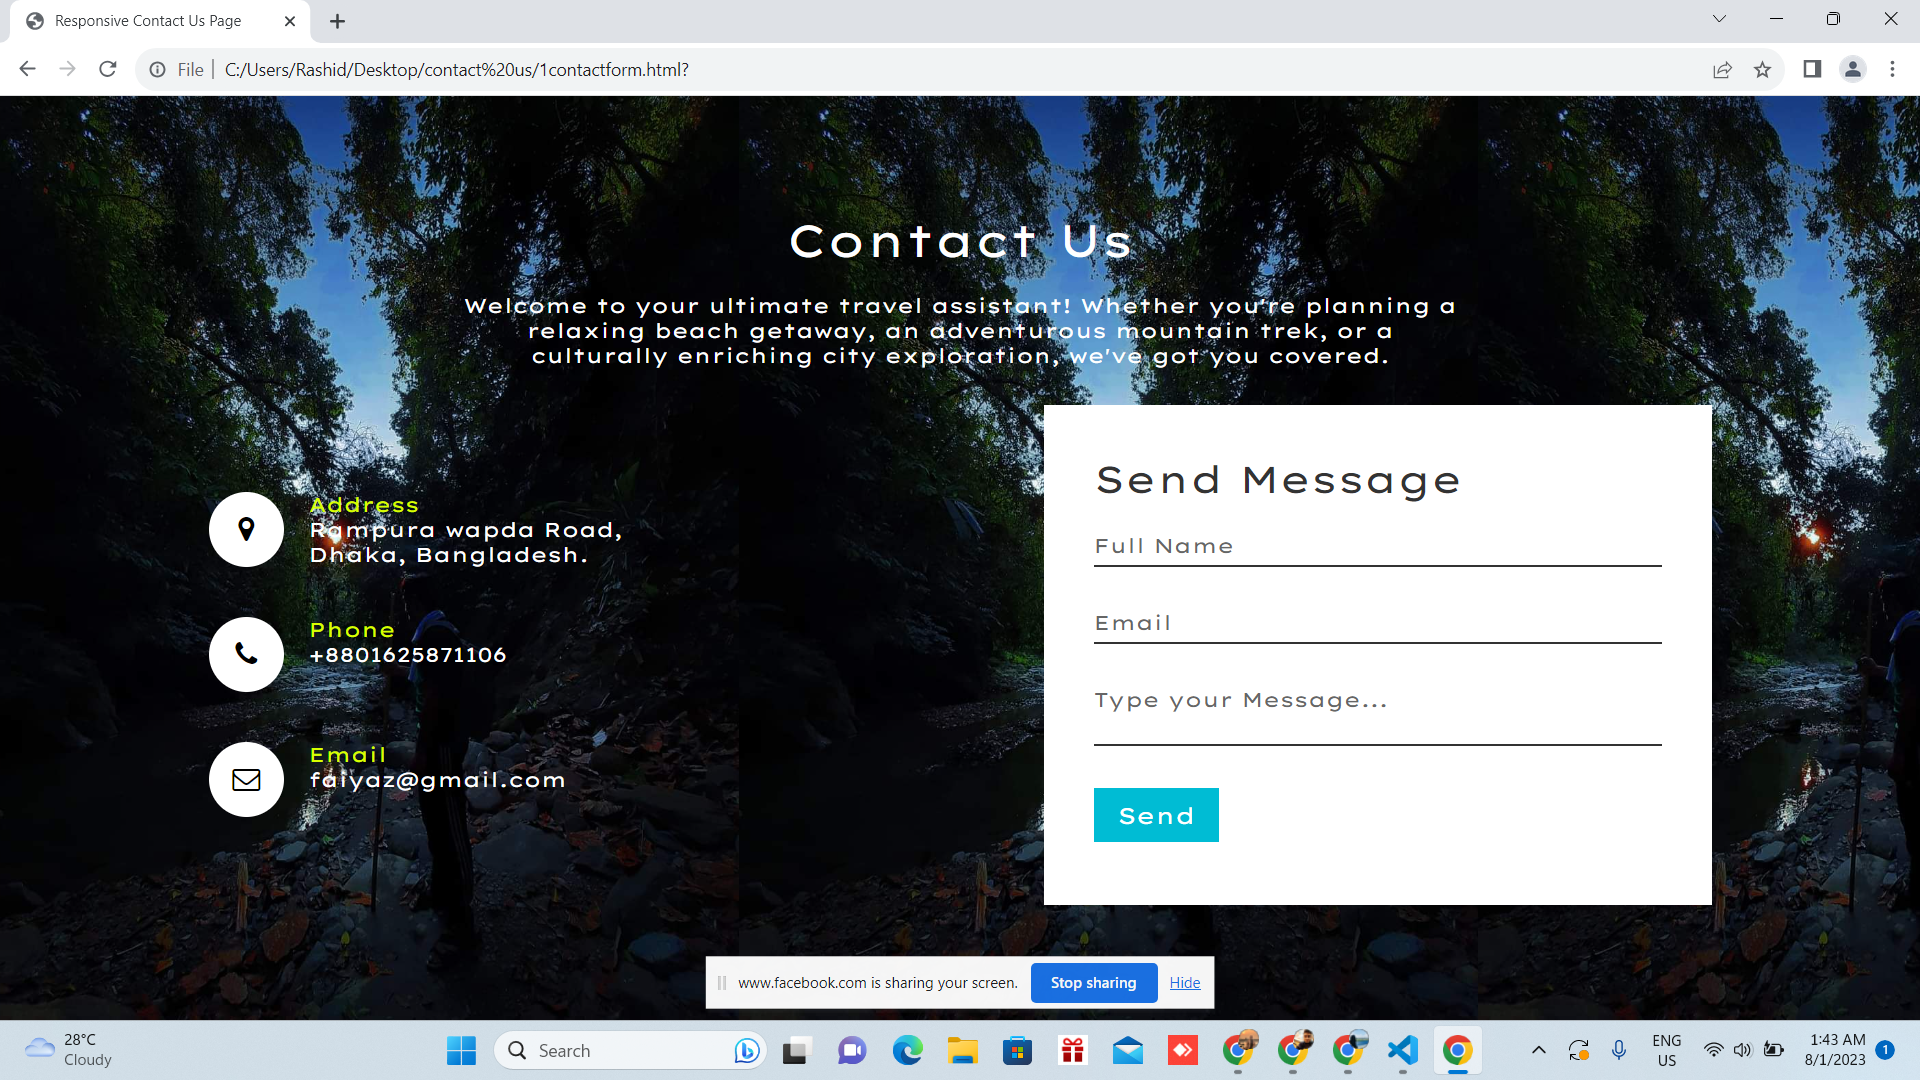 Responsive Contact Us Page
File
C:/Users/Rashid/Desktop/contact%20us/1contactform.html?
Contact Us
Welcome to your ultimate travel assistant! Whether you're planning a
relaxing beach getaway, an adventurous mountain trek, or a
culturally enriching city exploration, we've got you covered.
Address
Rampura wapda Road,
Dhaka, Bangladesh.
Phone
+8801625871106
Email
faiyaz@gmail.com
Send Message
Full Name
Email
Type your Message...
Send
www.facebook.com is sharing your screen.
Stop sharing
Hide
28°C
Cloudy
Search
ENG
US
1:43 AM
8/1/2023
1